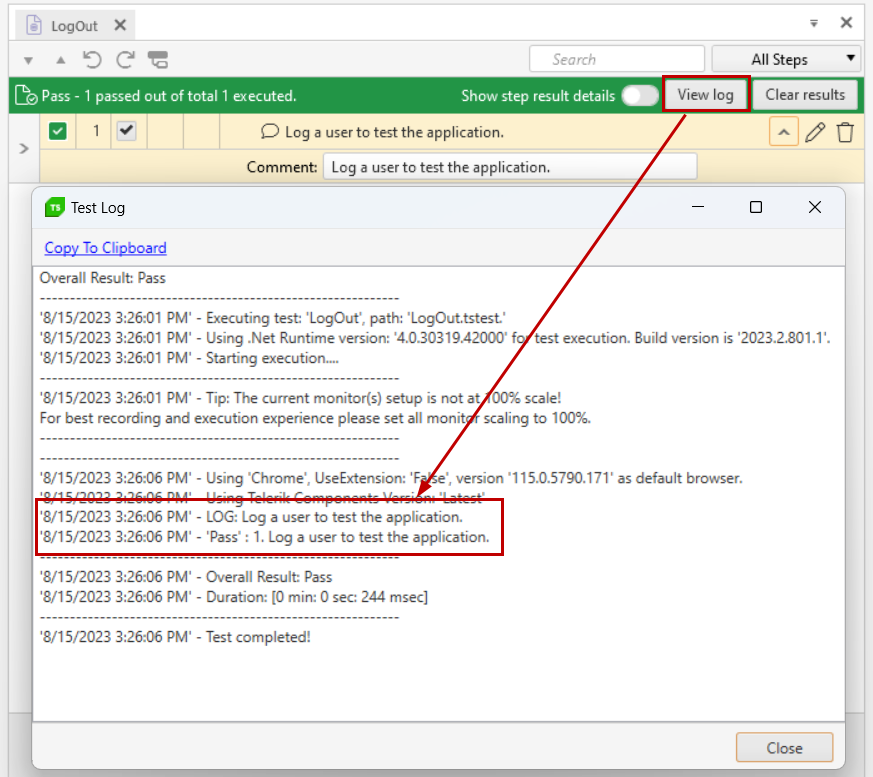 LogOut
Search
All Steps
Pass - 1 passed out of total 1 executed.
Show step result details
View log
Clear results
1
Log a user to test the application.
Comment:
Log a user to test the application.
TS
Test Log
Copy To Clipboard
Overall Result: Pass
------------------------------------------------------------
'8/15/2023 3:26:01 PM' - Executing test: 'LogOut', path: 'LogOut.tstest.'
'8/15/2023 3:26:01 PM' - Using .Net Runtime version: '4.0.30319.42000' for test execution. Build version is '2023.2.801.1'.
'8/15/2023 3:26:01 PM' - Starting execution....
------------------------------------------------------------
'8/15/2023 3:26:01 PM' - Tip: The current monitor(s) setup is not at 100% scale!
For best recording and execution experience please set all monitor scaling to 100%.
------------------------------------------------------------
------------------------------------------------------------
'8/15/2023 3:26:06 PM' - Using 'Chrome', UseExtension: 'False', version '115.0.5790.171' as default browser.
'8/15/2023 3:26:06 PM' - Using Telerik Components Version: 'Latest'
'8/15/2023 3:26:06 PM' - LOG: Log a user to test the application.
'8/15/2023 3:26:06 PM' - 'Pass' : 1. Log a user to test the application.
------------------------------------------------------------
'8/15/2023 3:26:06 PM' - Overall Result: Pass
'8/15/2023 3:26:06 PM' - Duration: [0 min: 0 sec: 244 msec]
------------------------------------------------------------
'8/15/2023 3:26:06 PM' - Test completed!
Close